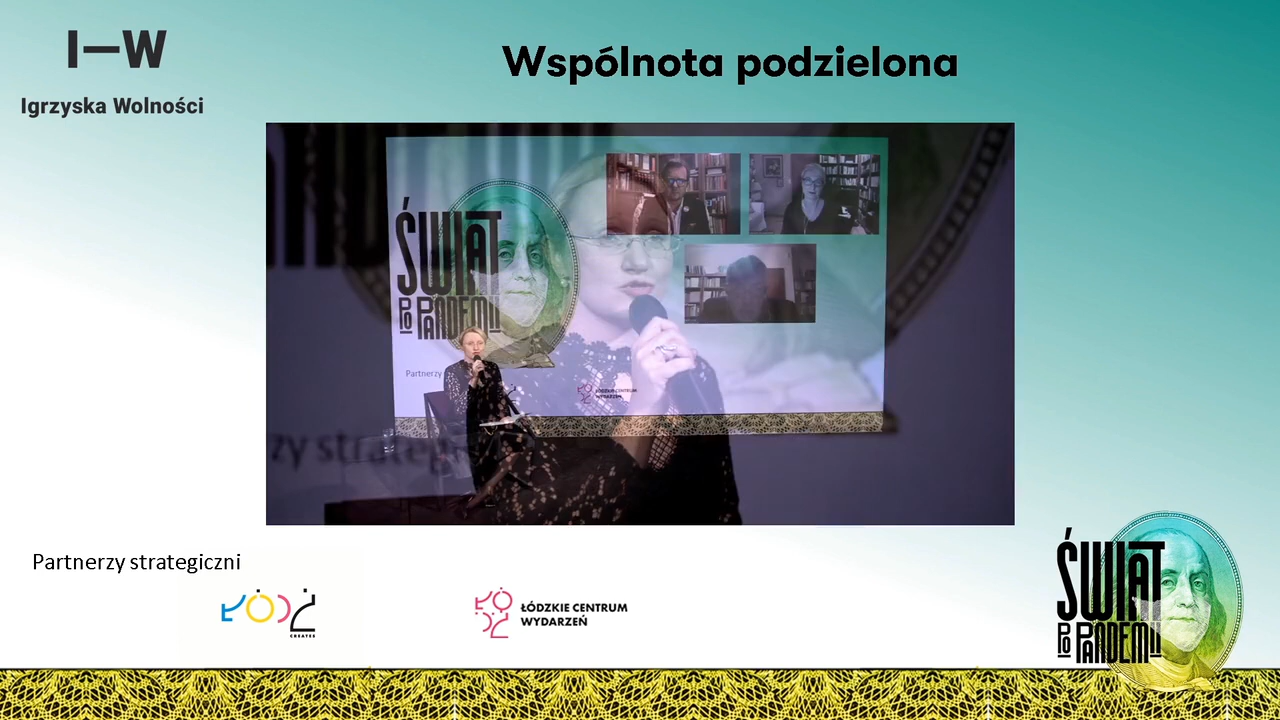 I—W
Igrzyska Wolności
Wspólnota podzielona
ŚWIAT
PO PANDEMII
Partnerzy
ŁÓDZKIE CENTRUM
WYDARZEŃ
zy strateg
Partnerzy strategiczni
ŁÓDŹ
CREATES
ŁÓDZKIE CENTRUM
WYDARZEŃ
ŚWIAT
PO PANDEMII